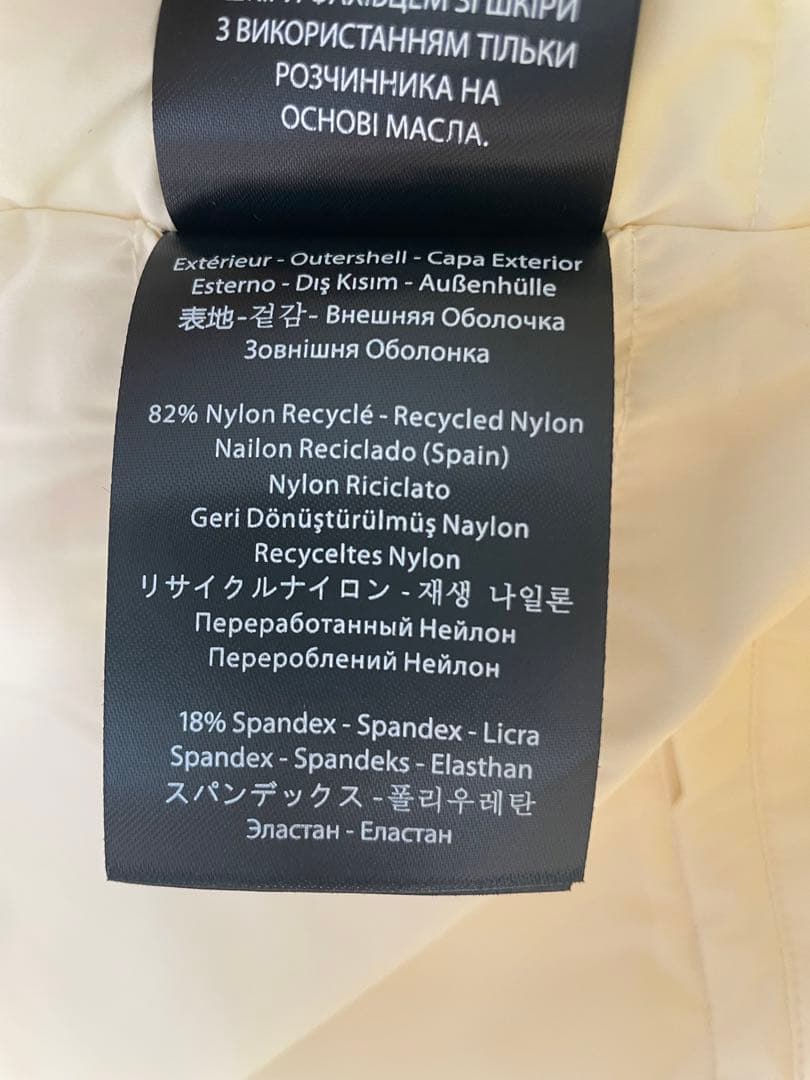 ШКІРИ ФАХІВЦЕМ ЗІ ШКІРИ
З ВИКОРИСТАННЯМ ТІЛЬКИ
РОЗЧИННИКА НА
ОСНОВІ МАСЛА.
Extérieur - Outershell - Capa Exterior
Esterno - Dış Kısım - Außenhülle
表地-겉감- Внешняя Оболочка
Зовнішня Оболонка
82% Nylon Recyclé - Recycled Nylon
Nailon Reciclado (Spain)
Nylon Riciclato
Geri Dönüştürülmüş Naylon
Recyceltes Nylon
リサイクルナイロン - 재생 나일론
Переработанный Нейлон
Перероблений Нейлон
18% Spandex - Spandex - Licra
Spandex - Spandeks - Elasthan
スパンデックス -폴리우레탄
Эластан - Еластан